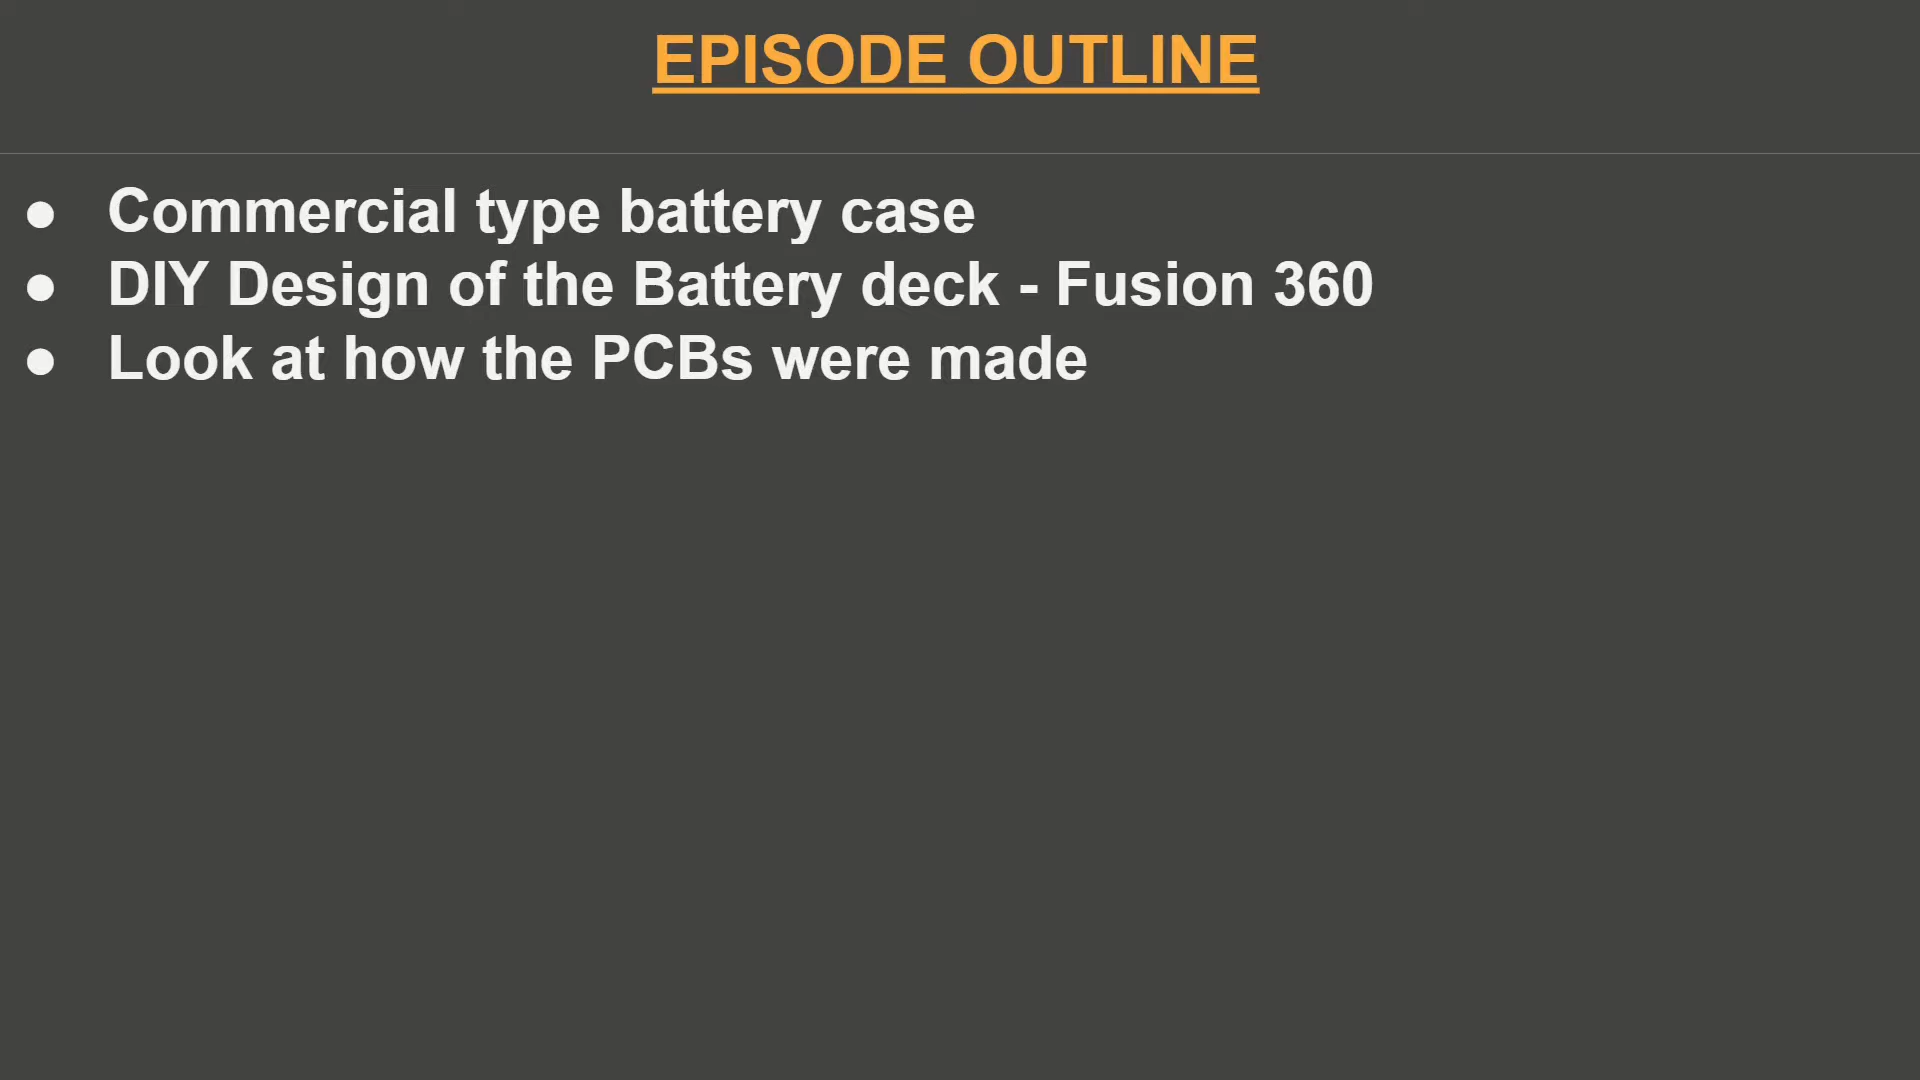 EPISODE OUTLINE
● Commercial type battery case
● DIY Design of the Battery deck - Fusion 360
● Look at how the PCBs were made